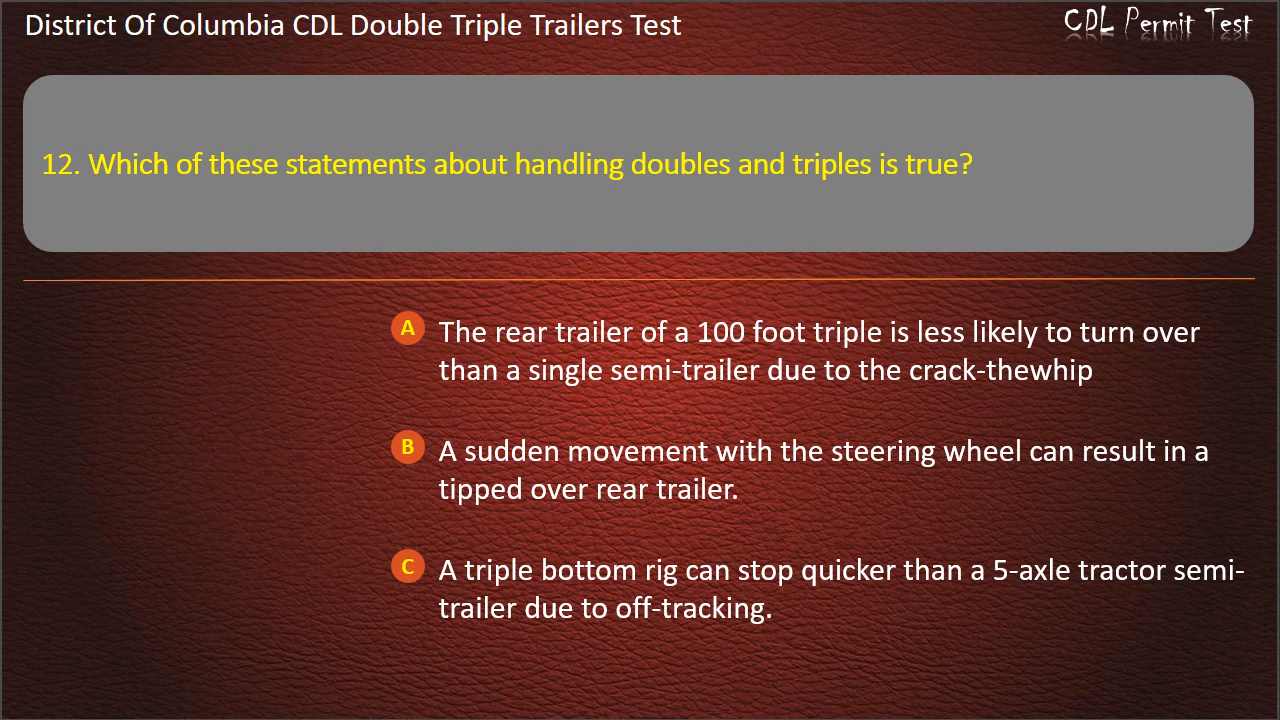 District Of Columbia CDL Double Triple Trailers Test
CDL Permit Test
12. Which of these statements about handling doubles and triples is true?
A The rear trailer of a 100 foot triple is less likely to turn over
than a single semi-trailer due to the crack-thewhip
B A sudden movement with the steering wheel can result in a
tipped over rear trailer.
C A triple bottom rig can stop quicker than a 5-axle tractor semi-
trailer due to off-tracking.